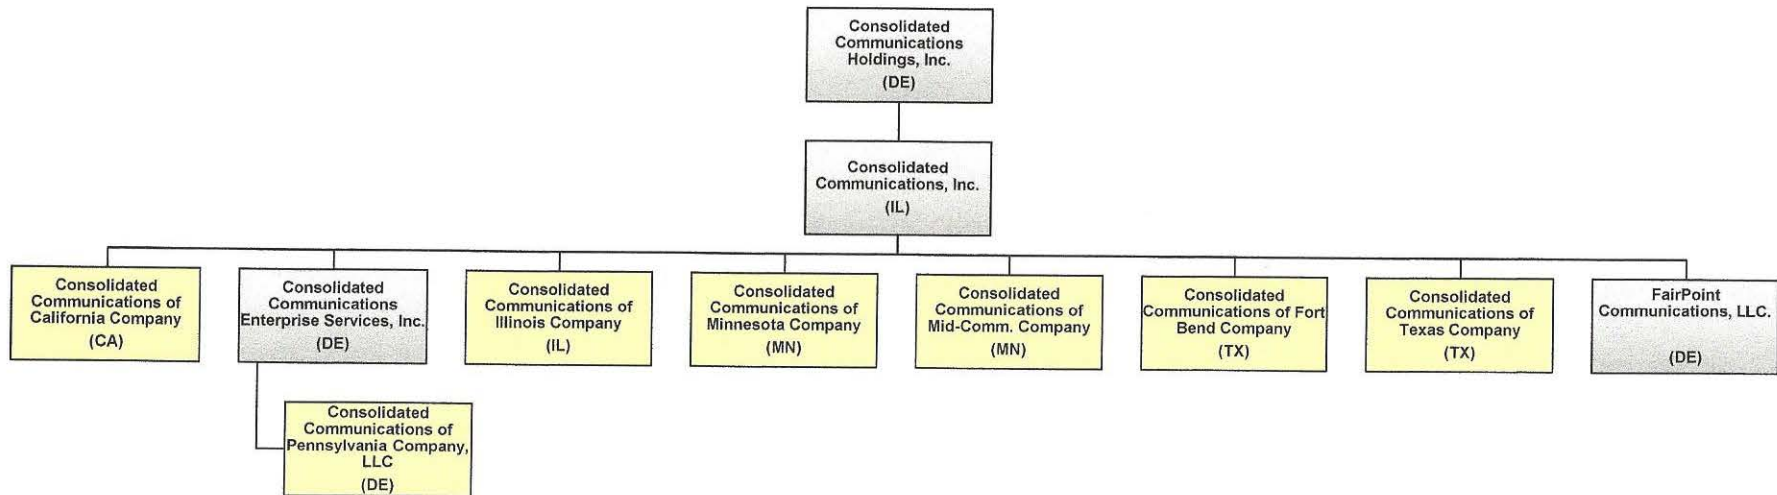 Consolidated
Communications
Holdings, Inc.
(DE)
Consolidated
Communications, Inc.
(IL)
Consolidated
Communications of
California Company
(CA)
Consolidated
Communications
Enterprise Services, Inc.
(DE)
Consolidated
Communications of
Illinois Company
(IL)
Consolidated
Communications of
Minnesota Company
(MN)
Consolidated
Communications of
Mid-Comm. Company
(MN)
Consolidated
Communications of Fort
Bend Company
(TX)
Consolidated
Communications of
Texas Company
(TX)
FairPoint
Communications, LLC.
(DE)
Consolidated
Communications of
Pennsylvania Company,
LLC
(DE)